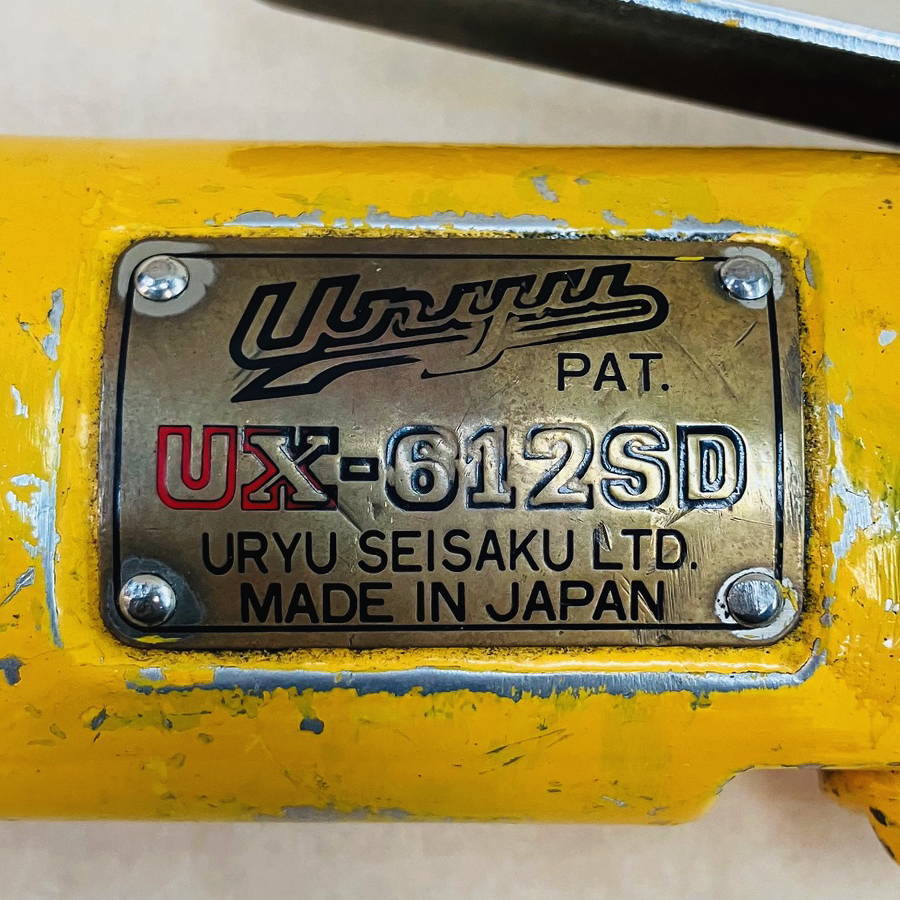 Uryu
PAT.
UX-612SD
URYU SEISAKU LTD.
MADE IN JAPAN